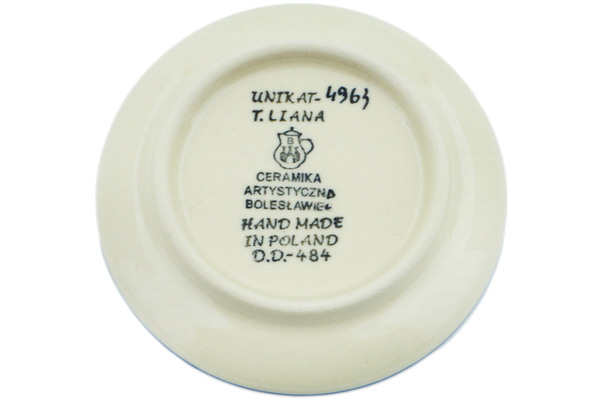 UNIKAT-4963
T. LIANA
B
CERAMIKA
ARTYSTYCZNA
BOLESŁAWIEC
HAND MADE
IN POLAND
D.D.-484